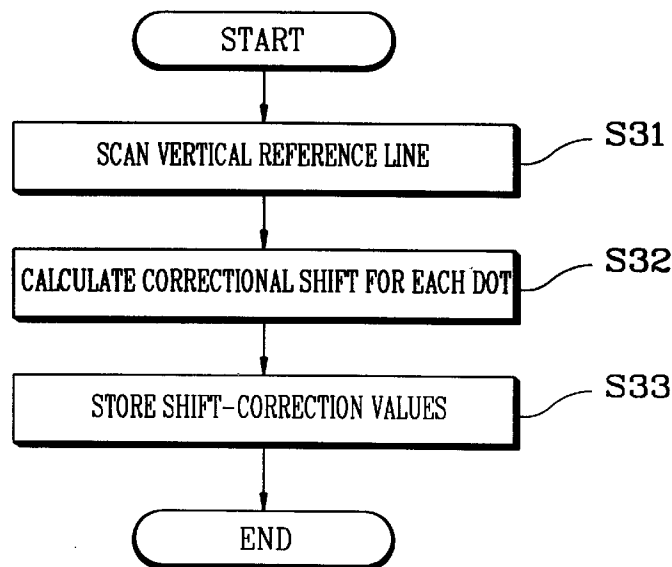 START
SCAN VERTICAL REFERENCE LINE
S31
CALCULATE CORRECTIONAL SHIFT FOR EACH DOT
S32
STORE SHIFT-CORRECTION VALUES
S33
END